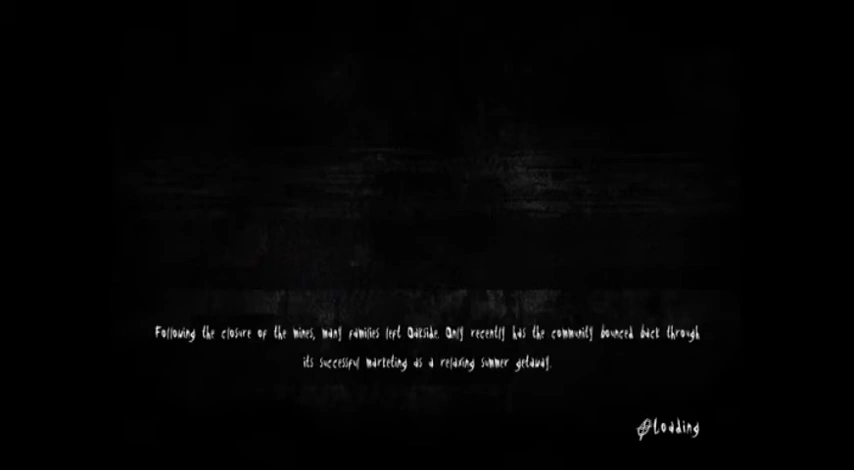 Following the closure of the mines, many families left Oakside. Only recently has the community bounced back through
its successful marketing as a relaxing summer getaway.
Loading